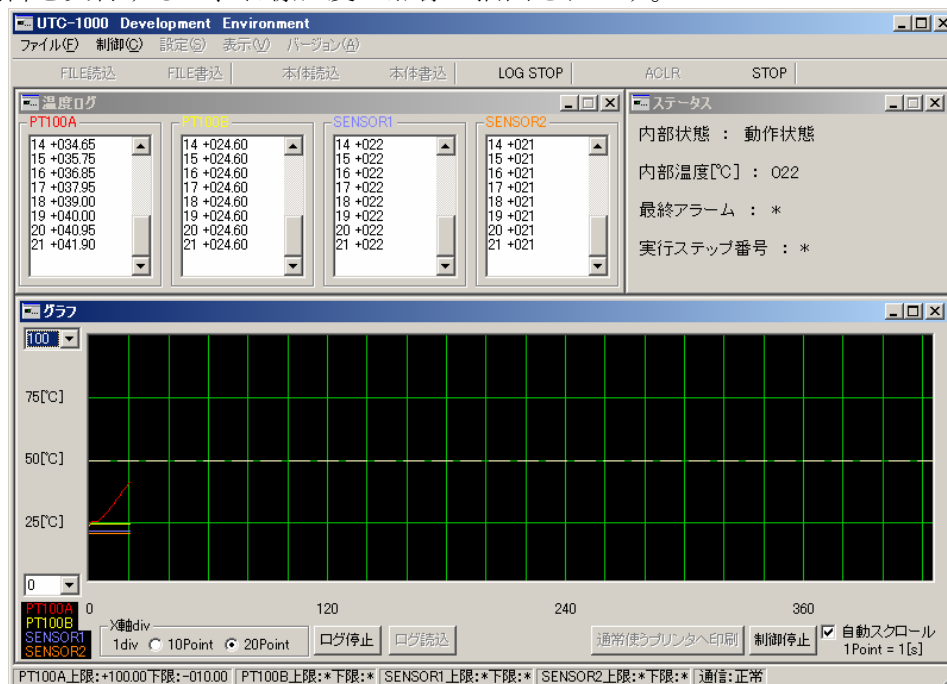 UTC-1000 Development Environment
ファイル(F) 制御(C) 設定(S) 表示(V) バージョン(A)
FILE読込 FILE書込 本体読込 本体書込 LOG STOP ACLR STOP
温度ログ
PT100A
14 +034.65
15 +035.75
16 +036.85
17 +037.95
18 +039.00
19 +040.00
20 +040.95
21 +041.90
PT100B
14 +024.60
15 +024.60
16 +024.60
17 +024.60
18 +024.60
19 +024.60
20 +024.60
21 +024.60
SENSOR1
14 +022
15 +022
16 +022
17 +022
18 +022
19 +022
20 +022
21 +022
SENSOR2
14 +021
15 +021
16 +021
17 +021
18 +021
19 +021
20 +021
21 +021
ステータス
内部状態 : 動作状態
内部温度[℃] : 022
最終アラーム : *
実行ステップ番号 : *
グラフ
100
75[℃]
50[℃]
25[℃]
0
0 120 240 360
PT100A
PT100B
SENSOR1
SENSOR2
X軸div
1div 10Point 20Point
ログ停止 ログ読込 通常使うプリンタへ印刷 制御停止
自動スクロール
1Point = 1[s]
PT100A上限:+100.00下限:-010.00 PT100B上限:*下限:* SENSOR1上限:*下限:* SENSOR2上限:*下限:* 通信:正常